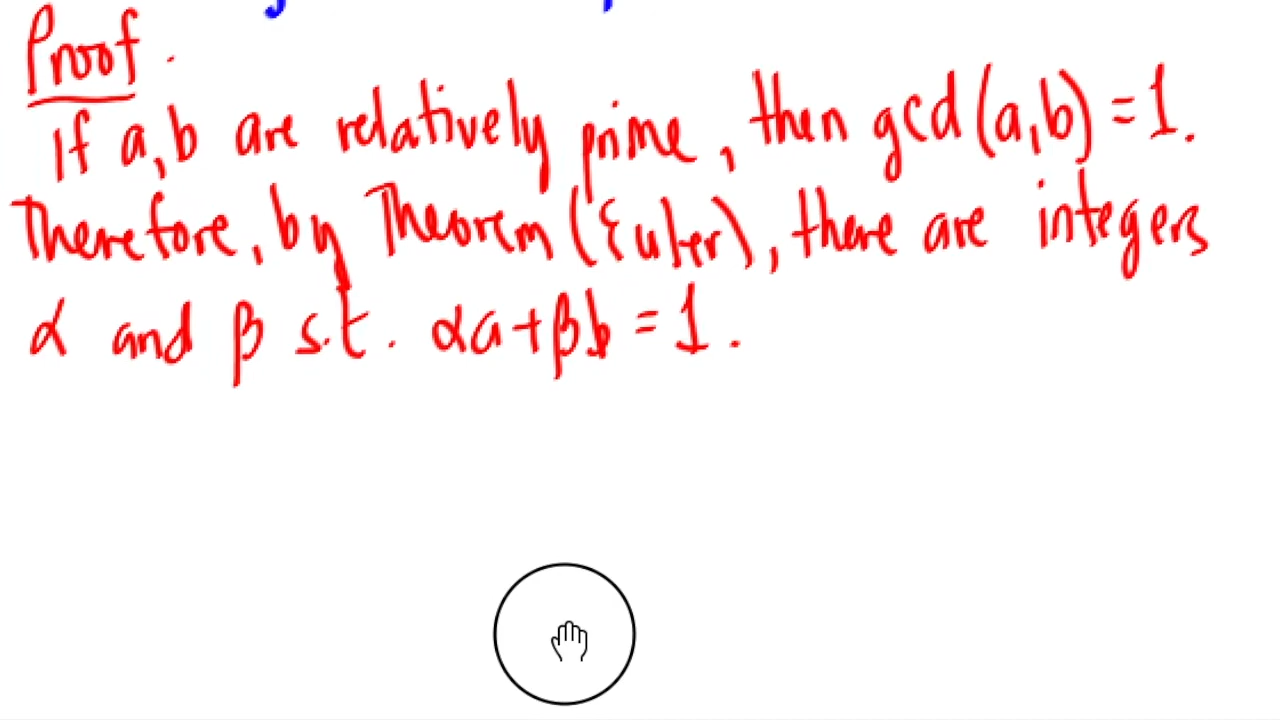 Proof.
If a,b are relatively prime, then gcd(a,b) = 1.
Therefore, by Theorem (Euler), there are integers
α and β s.t. αa+βb = 1.